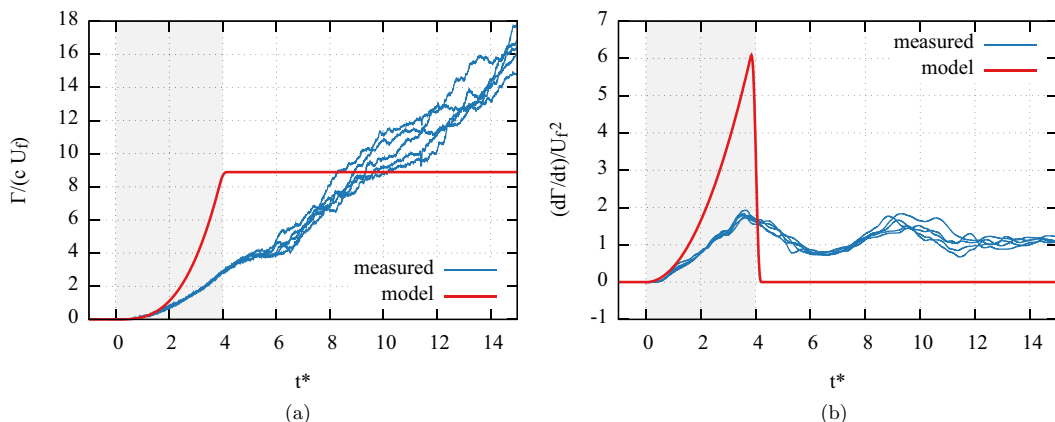 18
16
14
12
10
8
6
4
2
0
Γ/(c U_f)
measured
model
0 2 4 6 8 10 12 14
t*
(a)
7
6
5
4
3
2
1
0
-1
(dΓ/dt)/U_f²
measured
model
0 2 4 6 8 10 12 14
t*
(b)